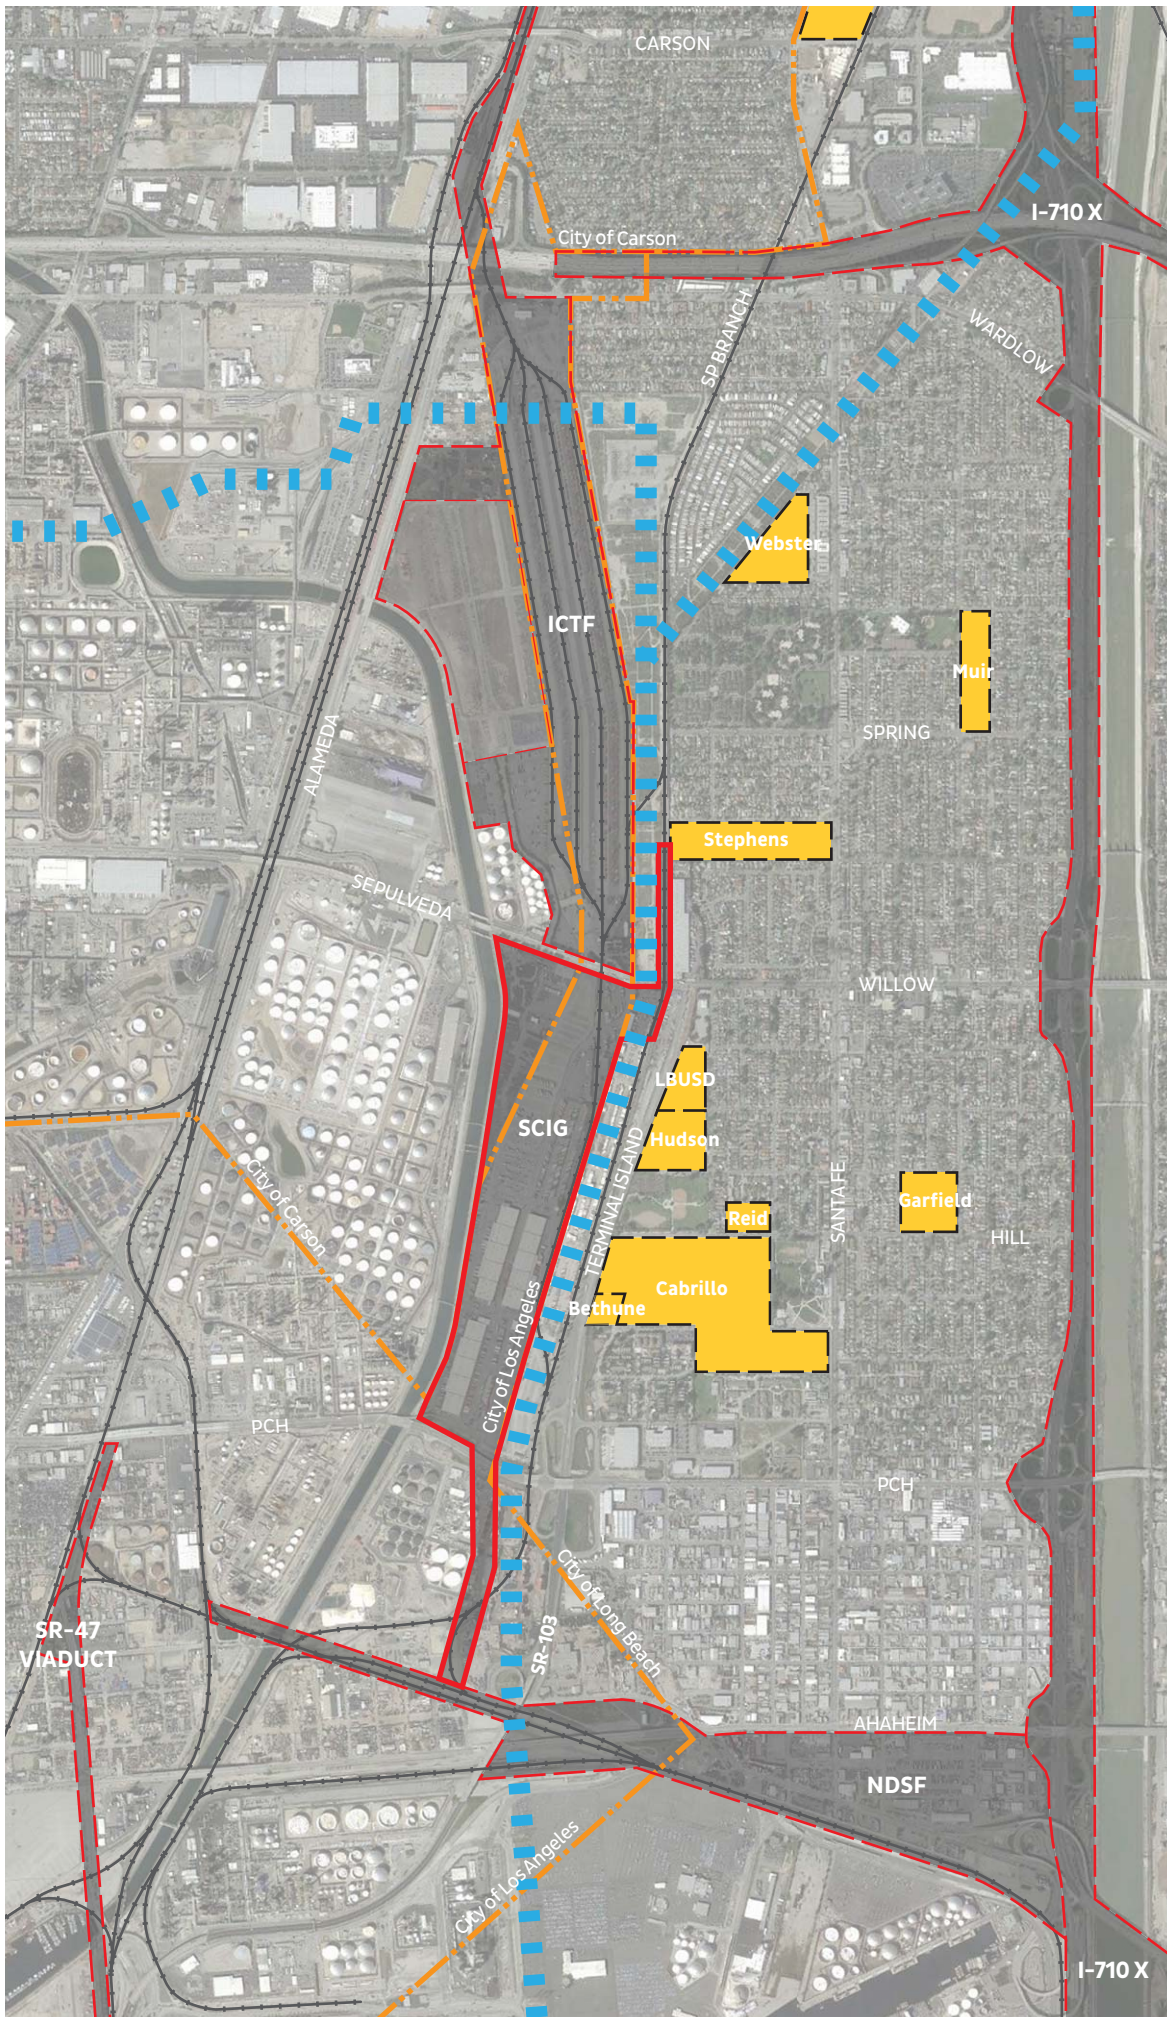 CARSON
I-710 X
City of Carson
SP BRANCH
WARDLOW
Webster
ICTF
Muir
SPRING
ALAMEDA
Stephens
SEPULVEDA
WILLOW
LBUSD
SCIG
Hudson
TERMINAL ISLAND
City of Carson
SANTA FE
Garfield
Reid
HILL
Cabrillo
Bethune
City of Los Angeles
PCH
PCH
City of Long Beach
SR-47
VIADUCT
SR-103
AHAHEIM
NDSF
City of Los Angeles
I-710 X